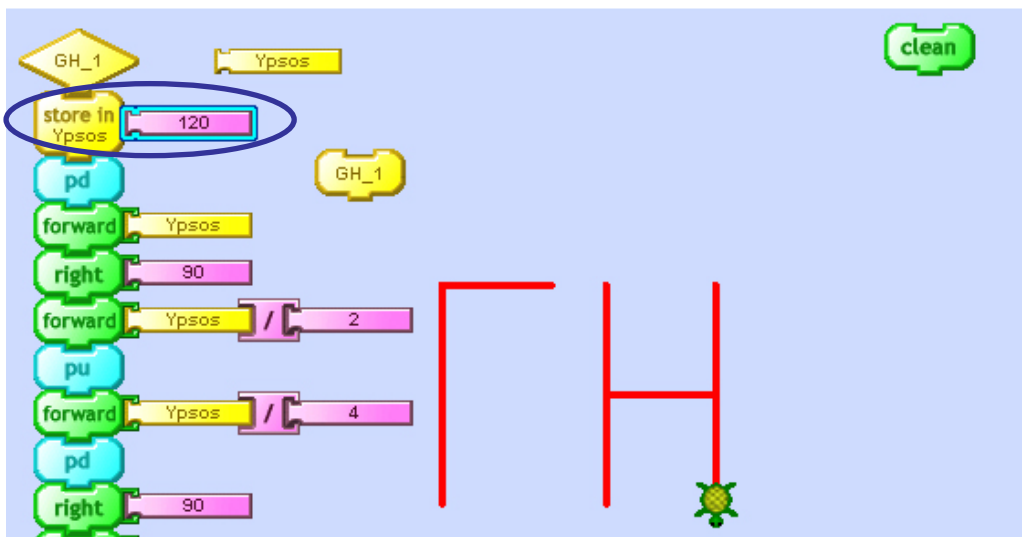 GH_1
Ypsos
clean
store in
Ypsos
120
pd
GH_1
forward Ypsos
right 90
forward Ypsos / 2
pu
forward Ypsos / 4
pd
right 90
ΓΗ